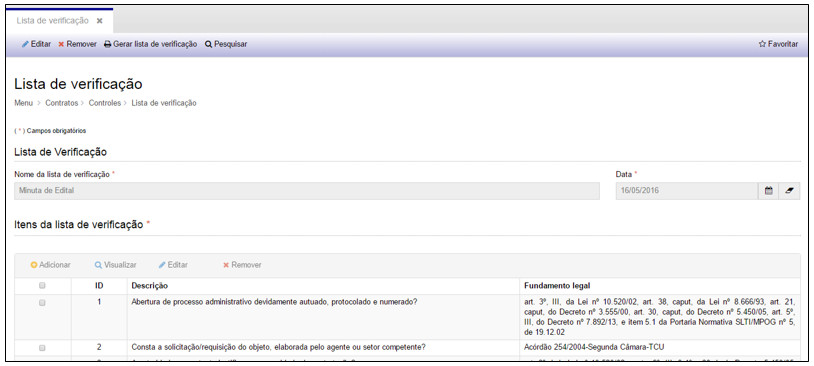 Lista de verificação ×
Editar × Remover Gerar lista de verificação Pesquisar Favoritar
Lista de verificação
Menu > Contratos > Controles > Lista de verificação
( * ) Campos obrigatórios
Lista de Verificação
Nome da lista de verificação * Data *
Minuta de Edital 16/05/2016
Itens da lista de verificação *
Adicionar Visualizar Editar × Remover
ID Descrição Fundamento legal
1 Abertura de processo administrativo devidamente autuado, protocolado e numerado? art. 3º, III, da Lei nº 10.520/02, art. 38, caput, da Lei nº 8.666/93, art. 21,
caput, do Decreto nº 3.555/00, art. 30, caput, do Decreto nº 5.450/05, art. 5º,
III, do Decreto nº 7.892/13, e item 5.1 da Portaria Normativa SLTI/MPOG nº 5,
de 19.12.02
2 Consta a solicitação/requisição do objeto, elaborada pelo agente ou setor competente? Acórdão 254/2004-Segunda Câmara-TCU